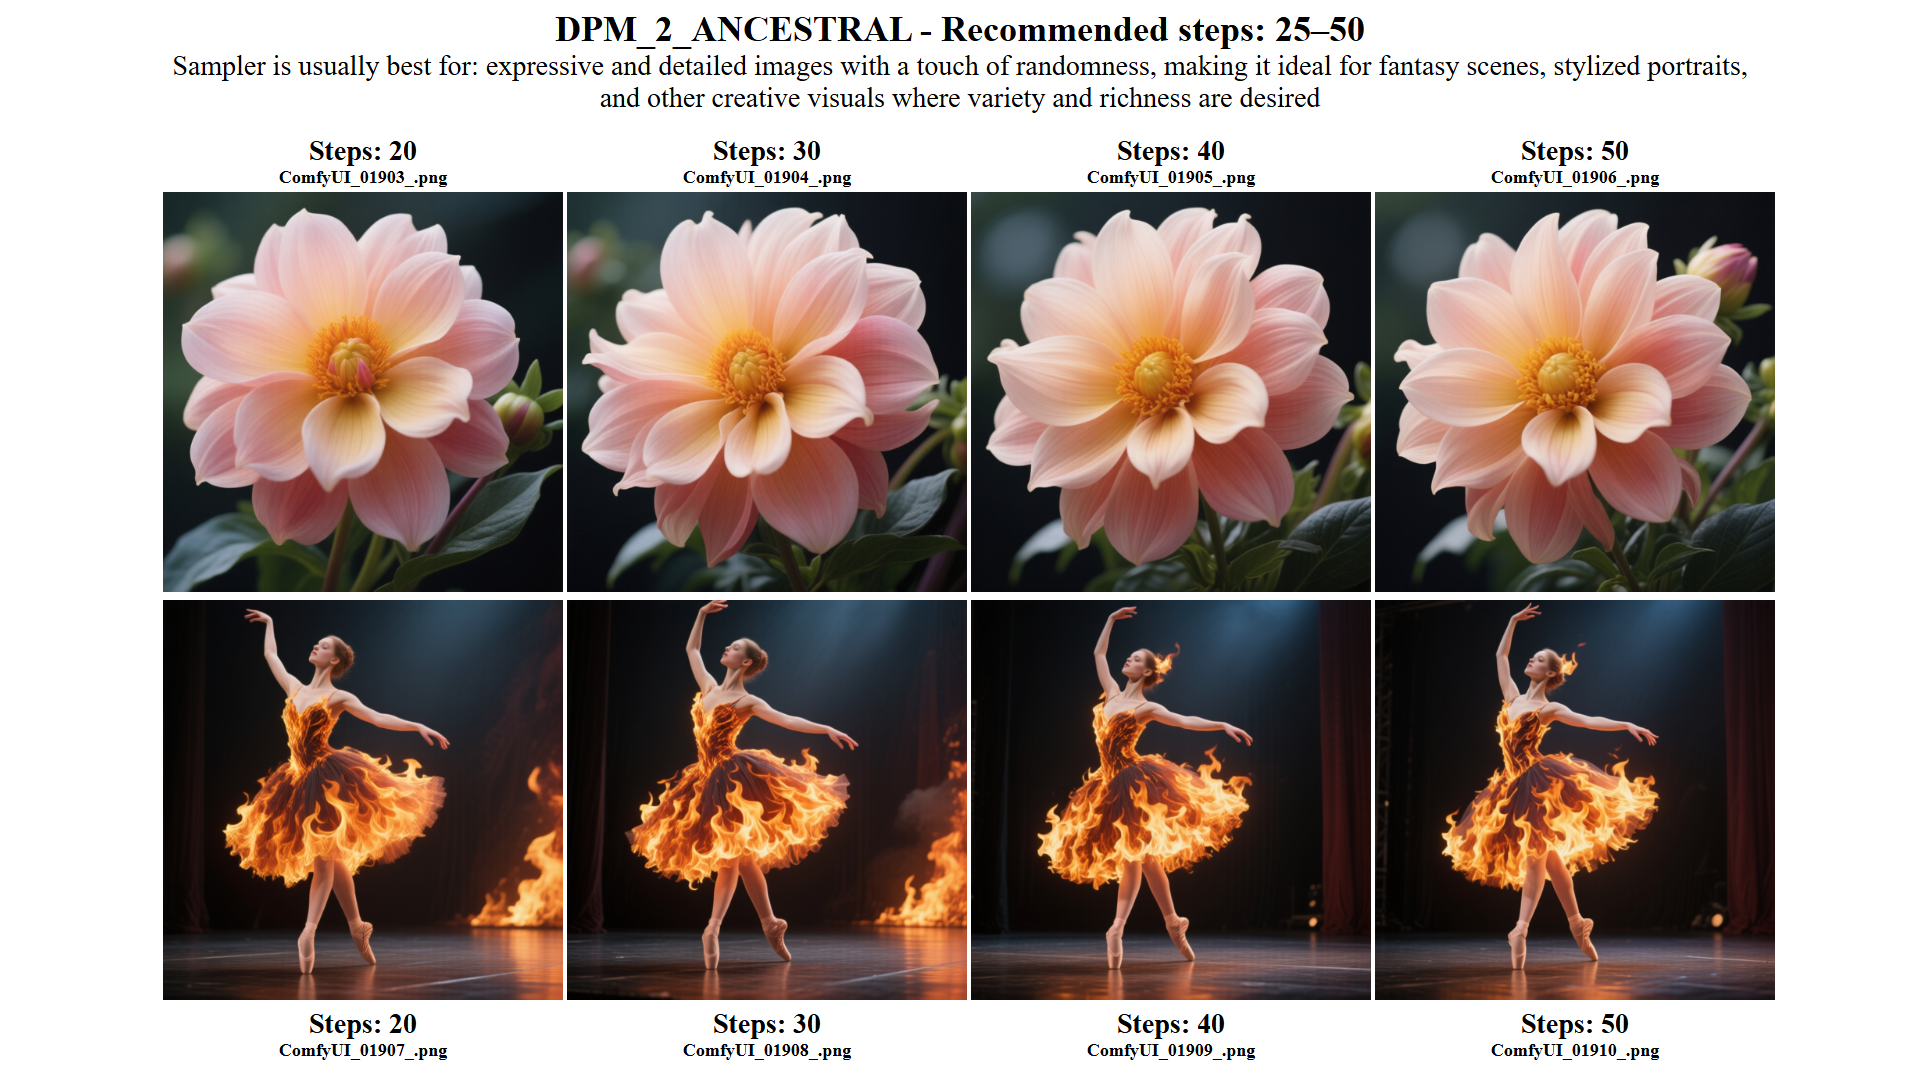 DPM_2_ANCESTRAL - Recommended steps: 25–50
Sampler is usually best for: expressive and detailed images with a touch of randomness, making it ideal for fantasy scenes, stylized portraits,
and other creative visuals where variety and richness are desired
Steps: 20
ComfyUI_01903_.png
Steps: 30
ComfyUI_01904_.png
Steps: 40
ComfyUI_01905_.png
Steps: 50
ComfyUI_01906_.png
Steps: 20
ComfyUI_01907_.png
Steps: 30
ComfyUI_01908_.png
Steps: 40
ComfyUI_01909_.png
Steps: 50
ComfyUI_01910_.png